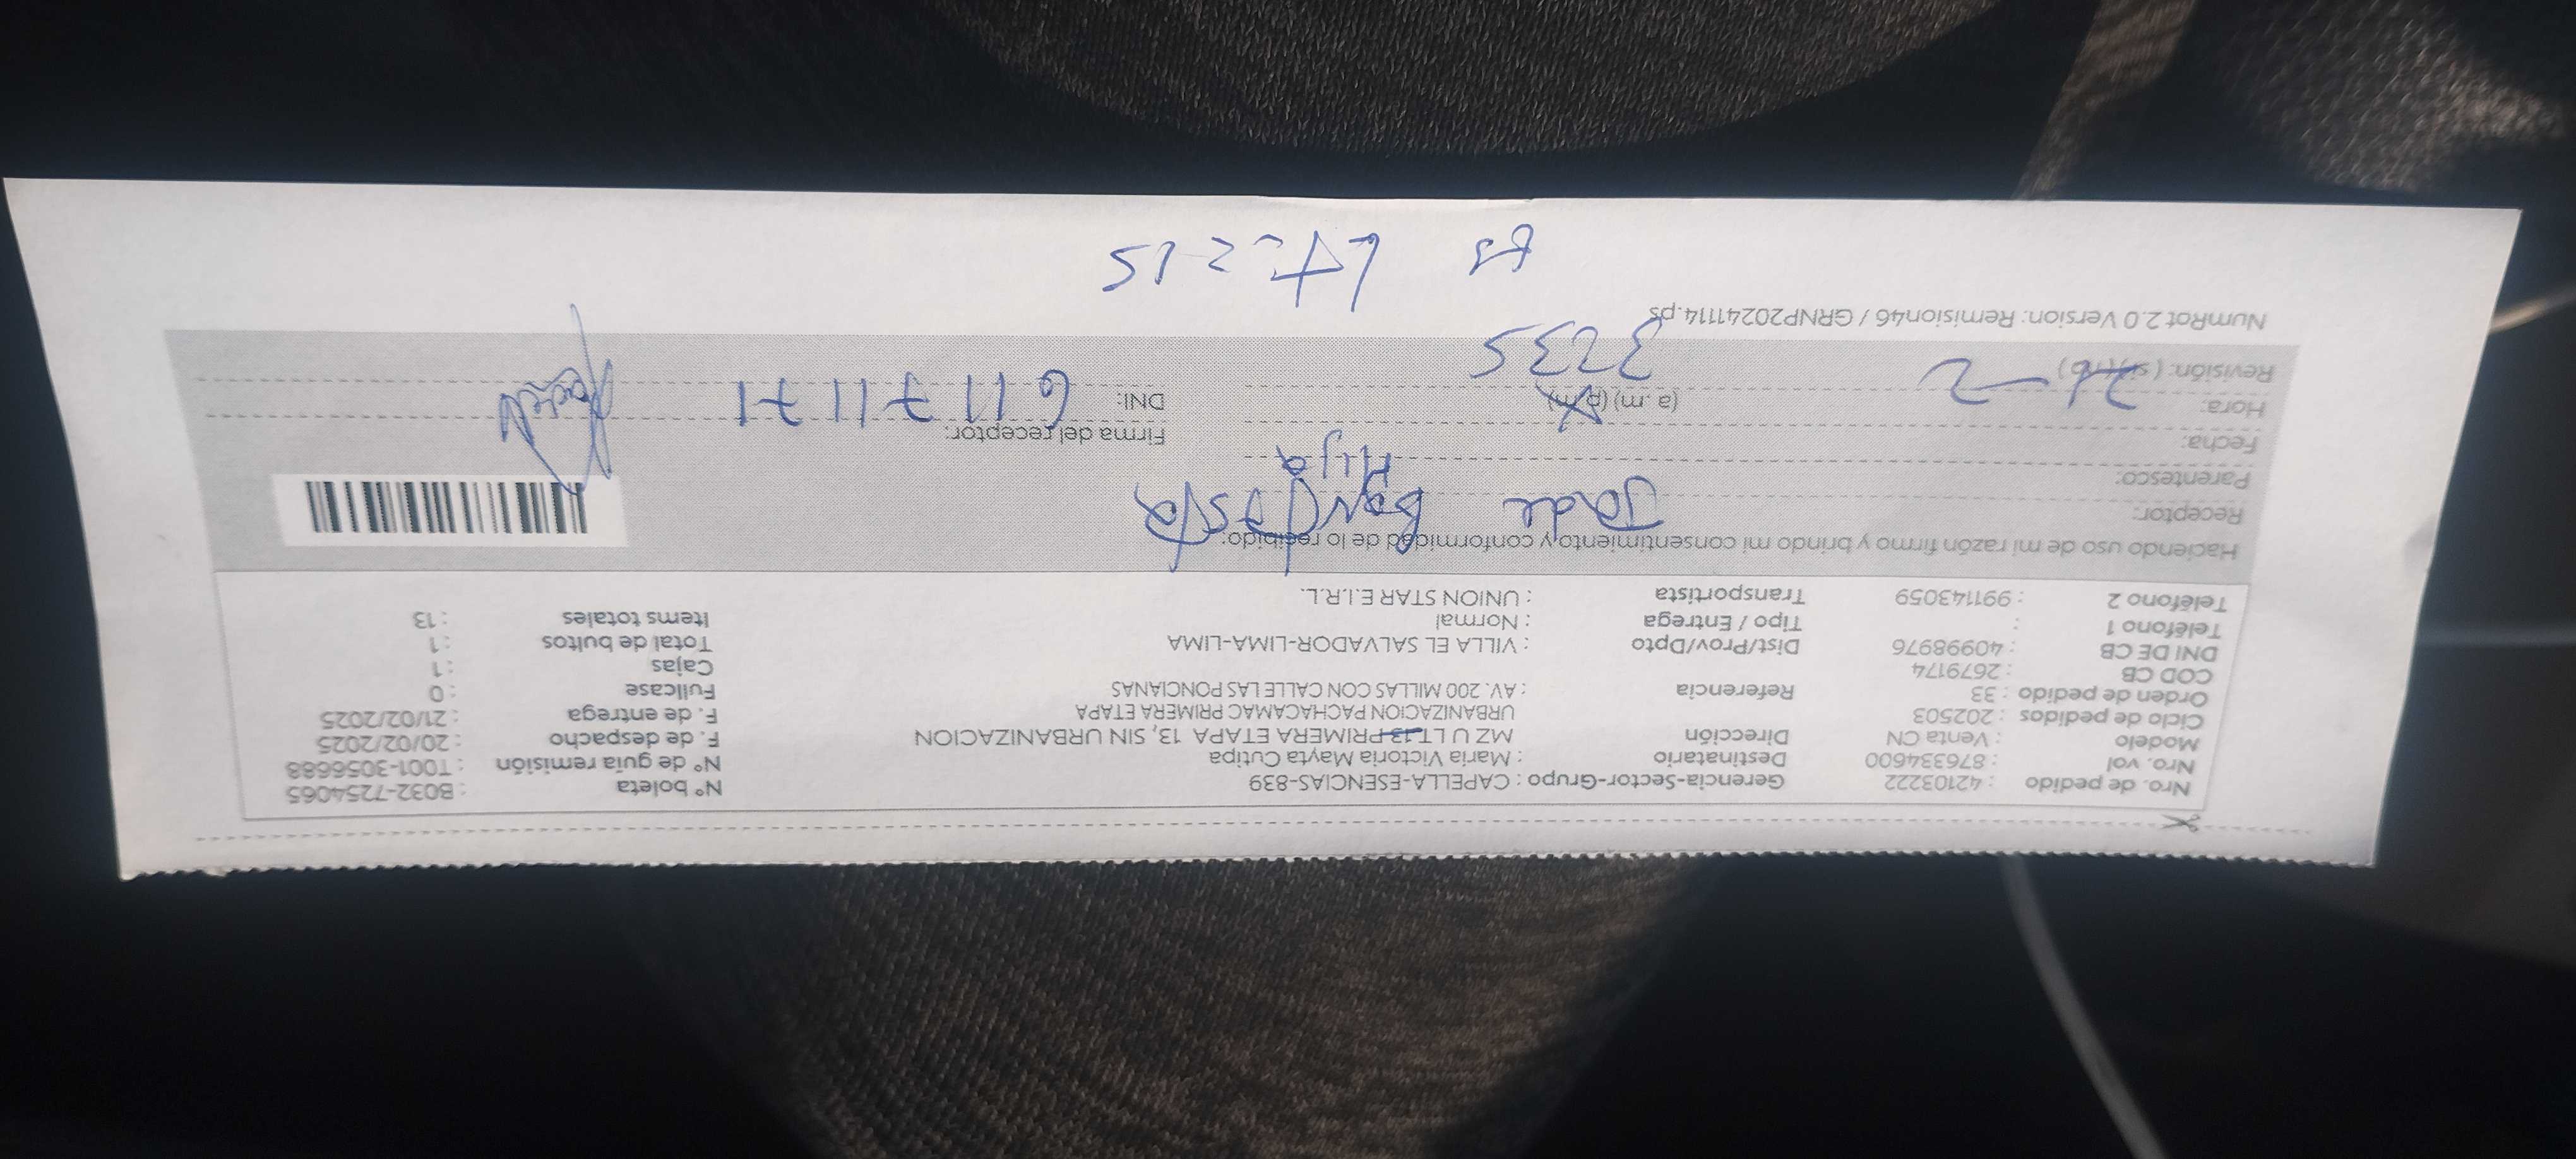 Nro. de pedido : 42103222 Gerencia-Sector-Grupo : CAPELLA-ESENCIAS-839 N° boleta : B032-7254065
Nro. vol : 876334600 Destinatario : Maria Victoria Mayta Cutipa N° de guía remisión : T001-3056688
Modelo : Venta CN Dirección MZ U LT 13 PRIMERA ETAPA 13, SIN URBANIZACION F. de despacho : 20/02/2025
Ciclo de pedidos : 202503 URBANIZACION PACHACAMAC PRIMERA ETAPA F. de entrega : 21/02/2025
Orden de pedido : 33 Referencia : AV. 200 MILLAS CON CALLE LAS PONCIANAS Fullcase : 0
COD CB : 2679174 Cajas : 1
DNI DE CB : 40998976 Dist/Prov/Dpto : VILLA EL SALVADOR-LIMA-LIMA Total de bultos : 1
Teléfono 1 : Tipo / Entrega : Normal Items totales : 13
Teléfono 2 : 991143059 Transportista : UNION STAR E.I.R.L.
Haciendo uso de mi razón firmo y brindo mi consentimiento y conformidad de lo recibido:
Receptor: Jade
Parentesco: Hija
Fecha: Firma del receptor:
Hora: (a.m) (p.m) DNI: 61171171
Revisión: (si) (no) 3235
NumRot 2.0 Version: Remision46 / GRNP20241114.ps
Es LT = 15